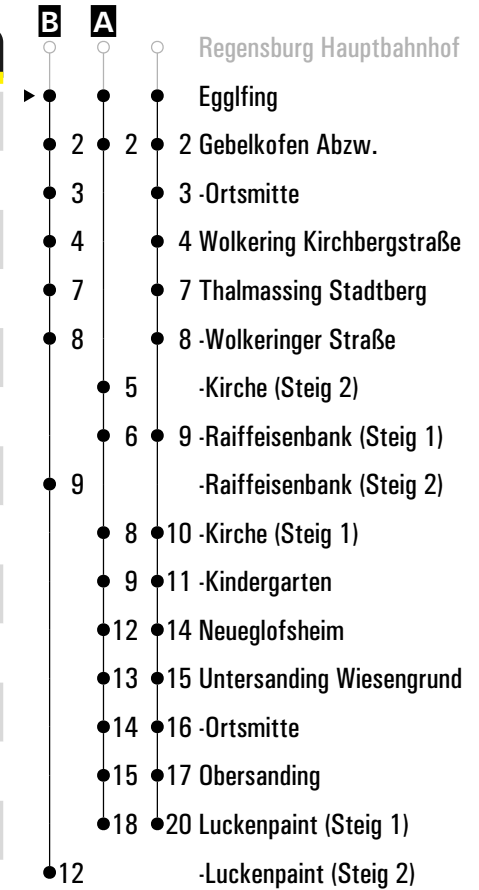 B A
Regensburg Hauptbahnhof
Egglfing
2 2 2 Gebelkofen Abzw.
3 3 -Ortsmitte
4 4 Wolkering Kirchbergstraße
7 7 Thalmassing Stadtberg
8 8 -Wolkeringer Straße
5 -Kirche (Steig 2)
6 9 -Raiffeisenbank (Steig 1)
9 -Raiffeisenbank (Steig 2)
8 10 -Kirche (Steig 1)
9 11 -Kindergarten
12 14 Neueglofsheim
13 15 Untersanding Wiesengrund
14 16 -Ortsmitte
15 17 Obersanding
18 20 Luckenpaint (Steig 1)
12 -Luckenpaint (Steig 2)